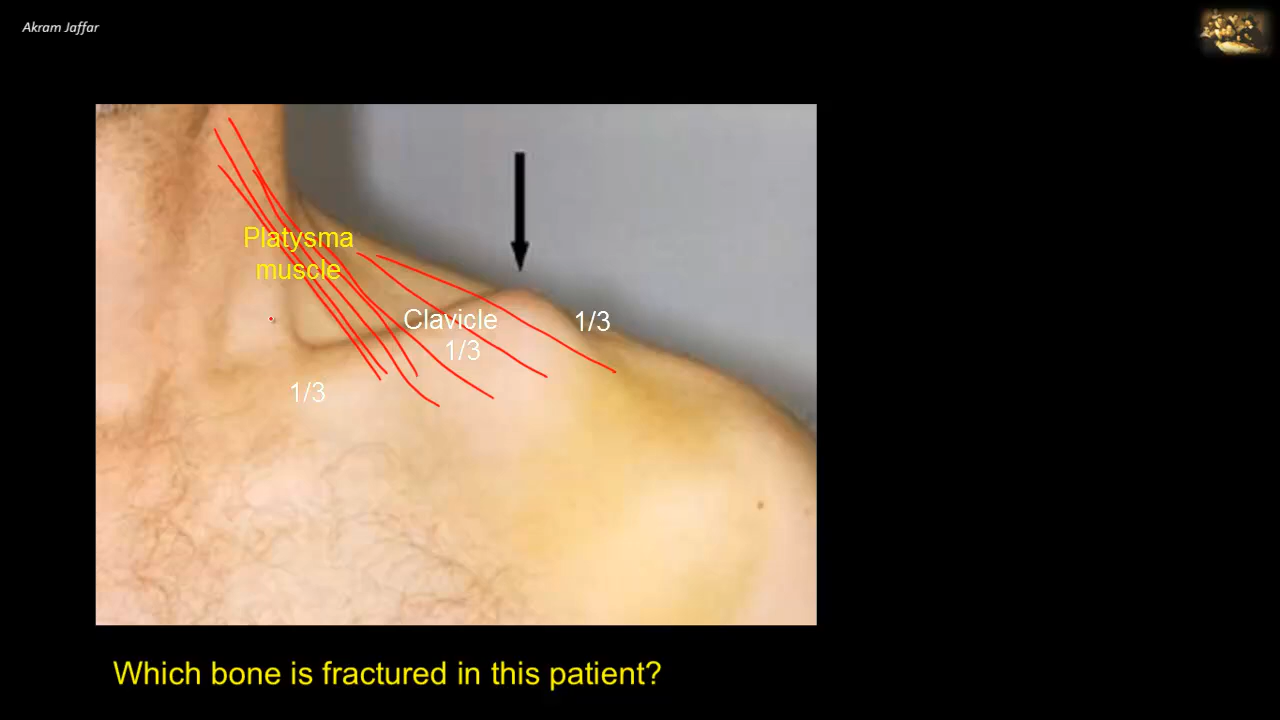 Akram Jaffar
Platysma
muscle
Clavicle
1/3
1/3
1/3
Which bone is fractured in this patient?